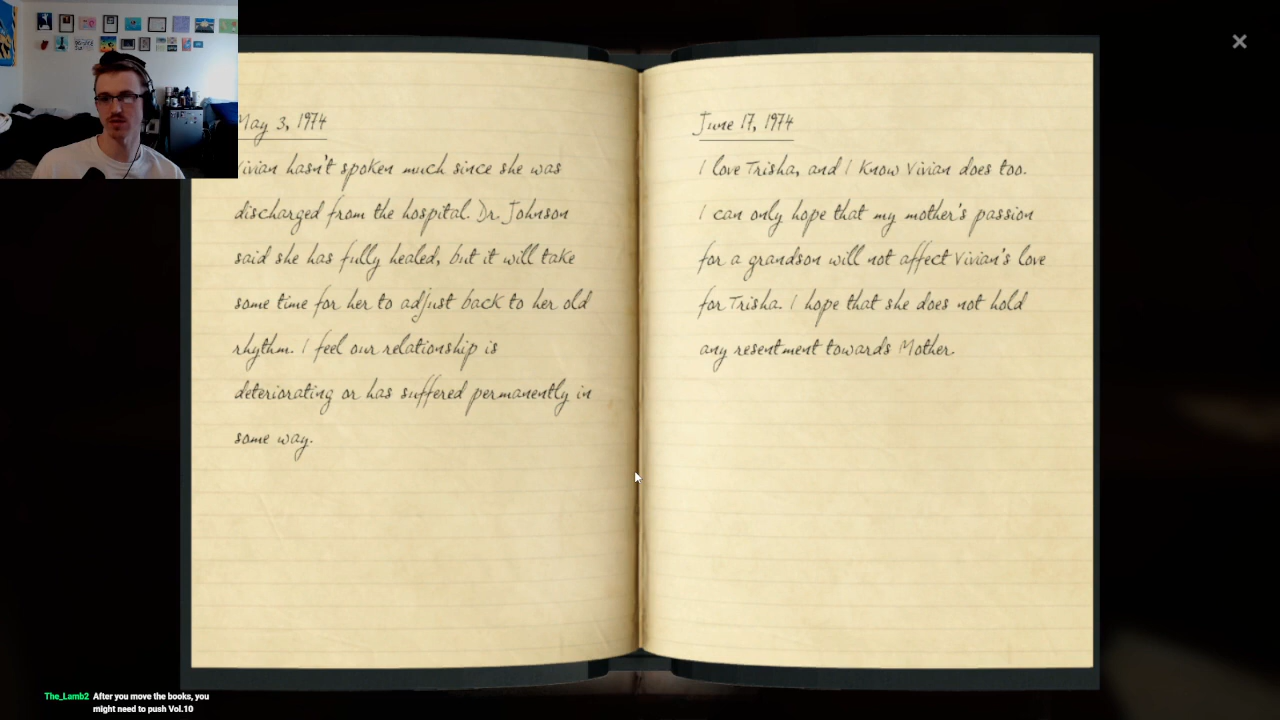 May 3, 1974
Vivian hasn't spoken much since she was
discharged from the hospital. Dr. Johnson
said she has fully healed, but it will take
some time for her to adjust back to her old
rhythm. I feel our relationship is
deteriorating or has suffered permanently in
some way.
June 17, 1974
I love Trisha, and I know Vivian does too.
I can only hope that my mother's passion
for a grandson will not affect Vivian's love
for Trisha. I hope that she does not hold
any resentment towards Mother.
The_Lamb2 After you move the books, you
might need to push Vol.10